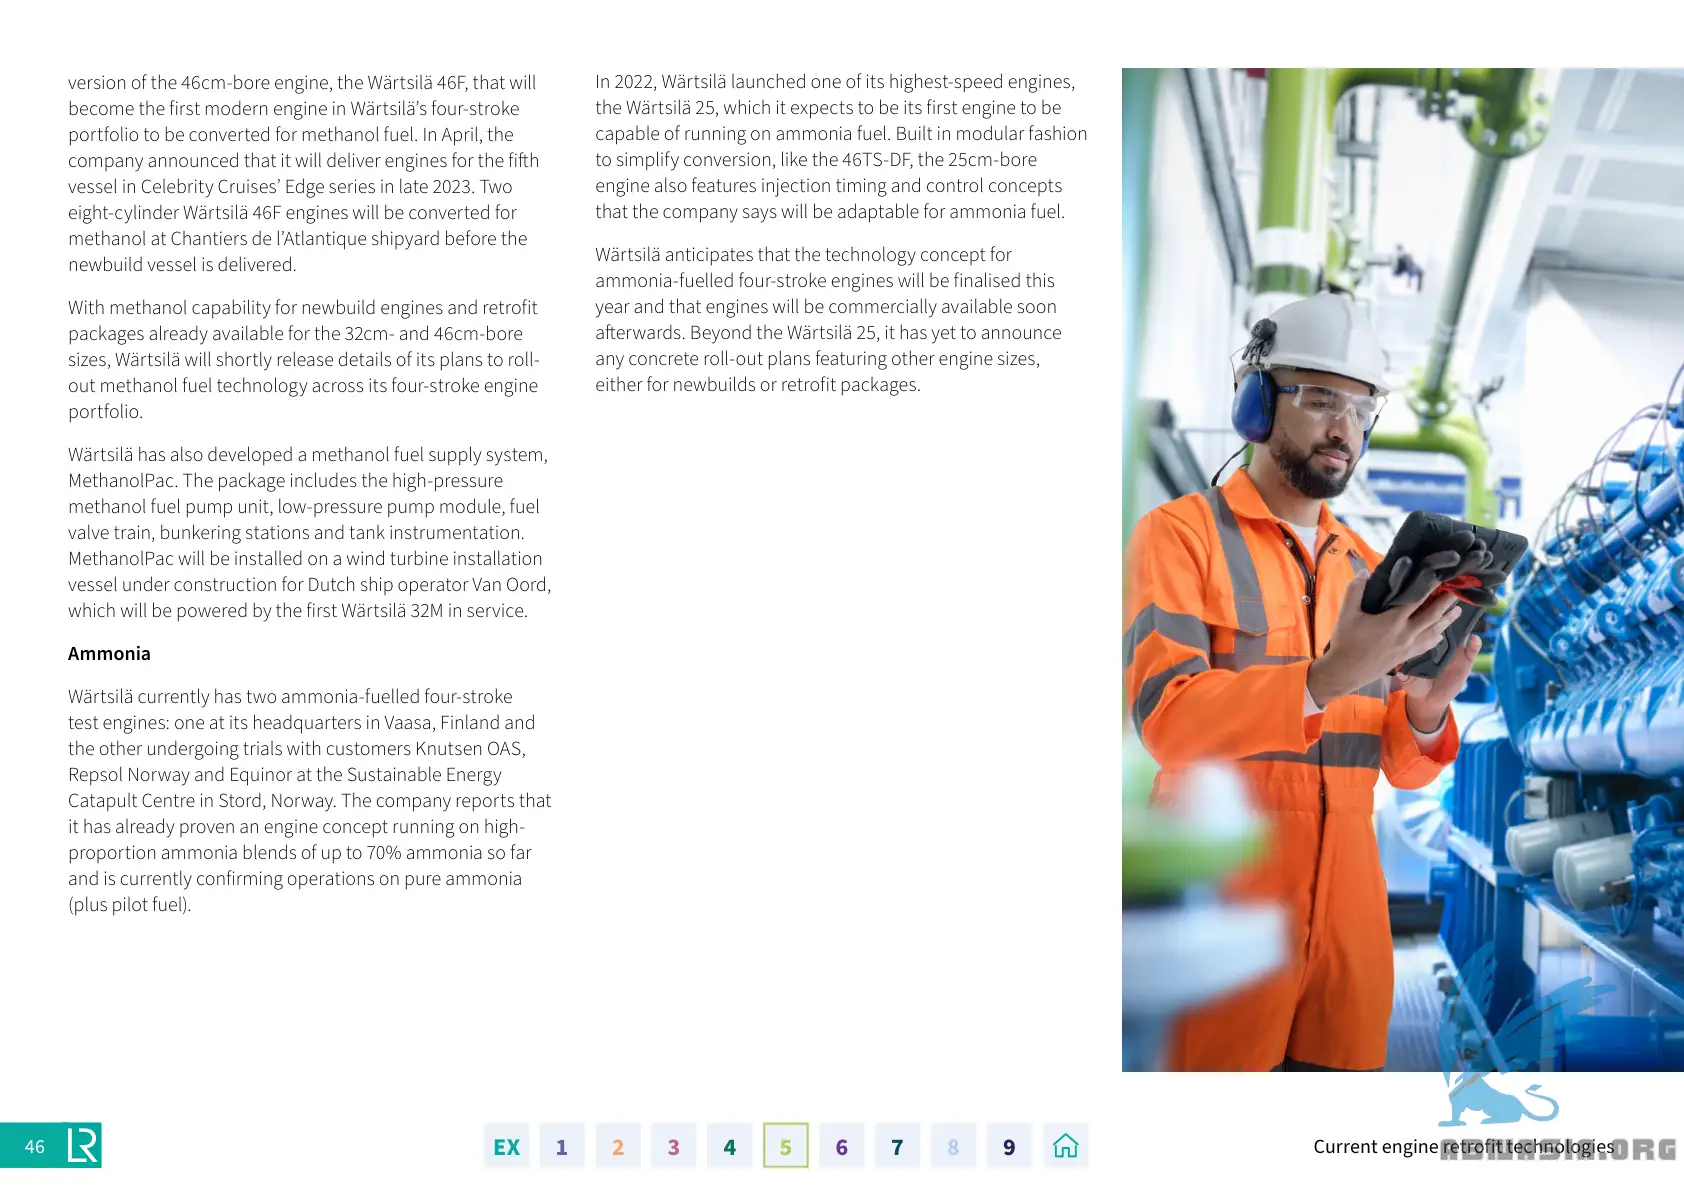 version of the 46cm-bore engine, the Wärtsilä 46F, that will
become the first modern engine in Wärtsilä’s four-stroke
portfolio to be converted for methanol fuel. In April, the
company announced that it will deliver engines for the fifth
vessel in Celebrity Cruises’ Edge series in late 2023. Two
eight-cylinder Wärtsilä 46F engines will be converted for
methanol at Chantiers de l’Atlantique shipyard before the
newbuild vessel is delivered.
With methanol capability for newbuild engines and retrofit
packages already available for the 32cm- and 46cm-bore
sizes, Wärtsilä will shortly release details of its plans to roll-
out methanol fuel technology across its four-stroke engine
portfolio.
Wärtsilä has also developed a methanol fuel supply system,
MethanolPac. The package includes the high-pressure
methanol fuel pump unit, low-pressure pump module, fuel
valve train, bunkering stations and tank instrumentation.
MethanolPac will be installed on a wind turbine installation
vessel under construction for Dutch ship operator Van Oord,
which will be powered by the first Wärtsilä 32M in service.
Ammonia
Wärtsilä currently has two ammonia-fuelled four-stroke
test engines: one at its headquarters in Vaasa, Finland and
the other undergoing trials with customers Knutsen OAS,
Repsol Norway and Equinor at the Sustainable Energy
Catapult Centre in Stord, Norway. The company reports that
it has already proven an engine concept running on high-
proportion ammonia blends of up to 70% ammonia so far
and is currently confirming operations on pure ammonia
(plus pilot fuel).
In 2022, Wärtsilä launched one of its highest-speed engines,
the Wärtsilä 25, which it expects to be its first engine to be
capable of running on ammonia fuel. Built in modular fashion
to simplify conversion, like the 46TS-DF, the 25cm-bore
engine also features injection timing and control concepts
that the company says will be adaptable for ammonia fuel.
Wärtsilä anticipates that the technology concept for
ammonia-fuelled four-stroke engines will be finalised this
year and that engines will be commercially available soon
afterwards. Beyond the Wärtsilä 25, it has yet to announce
any concrete roll-out plans featuring other engine sizes,
either for newbuilds or retrofit packages.
46 LR
EX 1 2 3 4 5 6 7 8 9
Current engine retrofit technologies
ABNASIA.ORG